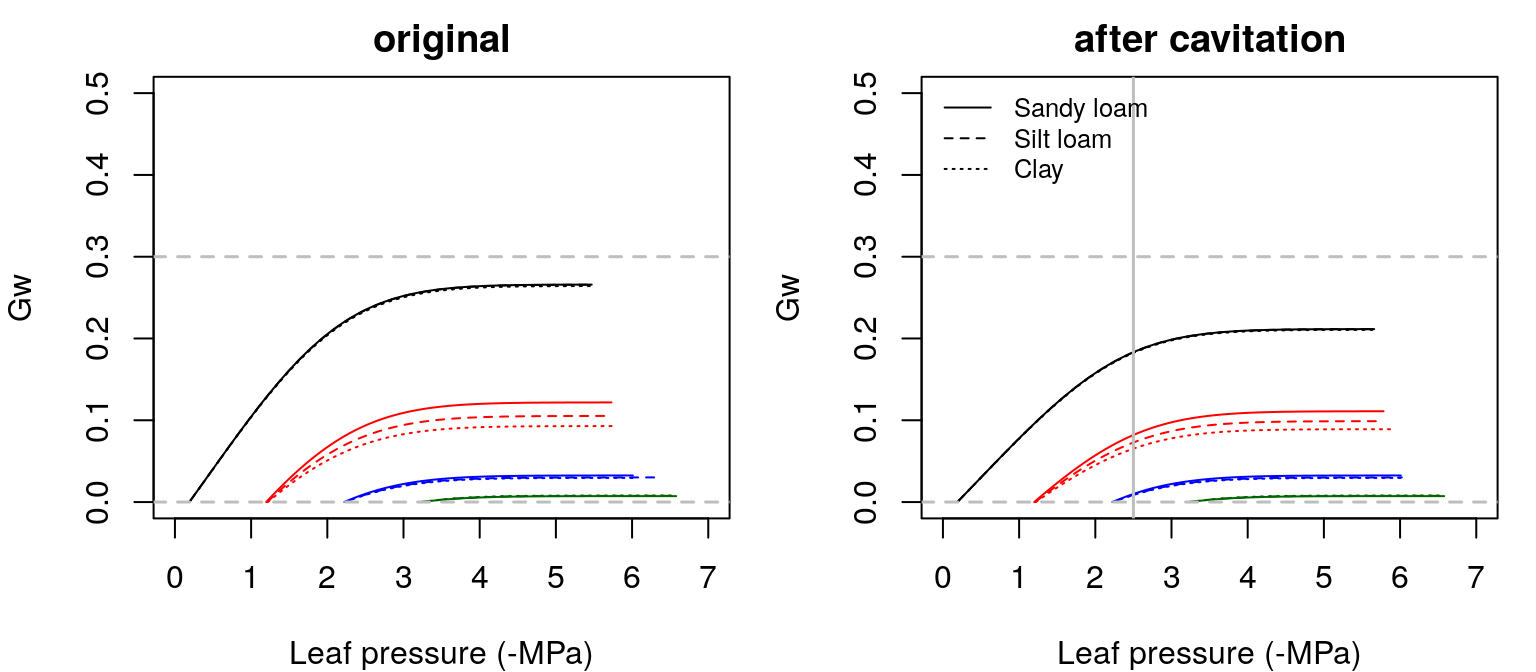 original
0.5
0.4
0.3
0.2
0.1
0.0
Gw
0 1 2 3 4 5 6 7
Leaf pressure (-MPa)
after cavitation
Sandy loam
Silt loam
Clay
0.5
0.4
0.3
0.2
0.1
0.0
Gw
0 1 2 3 4 5 6 7
Leaf pressure (-MPa)